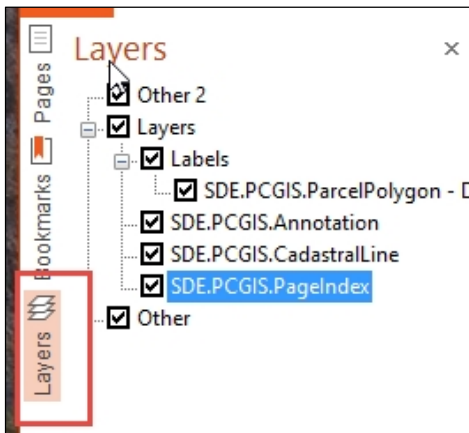 Pages
Bookmarks
Layers
Layers
Other 2
Layers
Labels
SDE.PCGIS.ParcelPolygon - D
SDE.PCGIS.Annotation
SDE.PCGIS.CadastralLine
SDE.PCGIS.PageIndex
Other